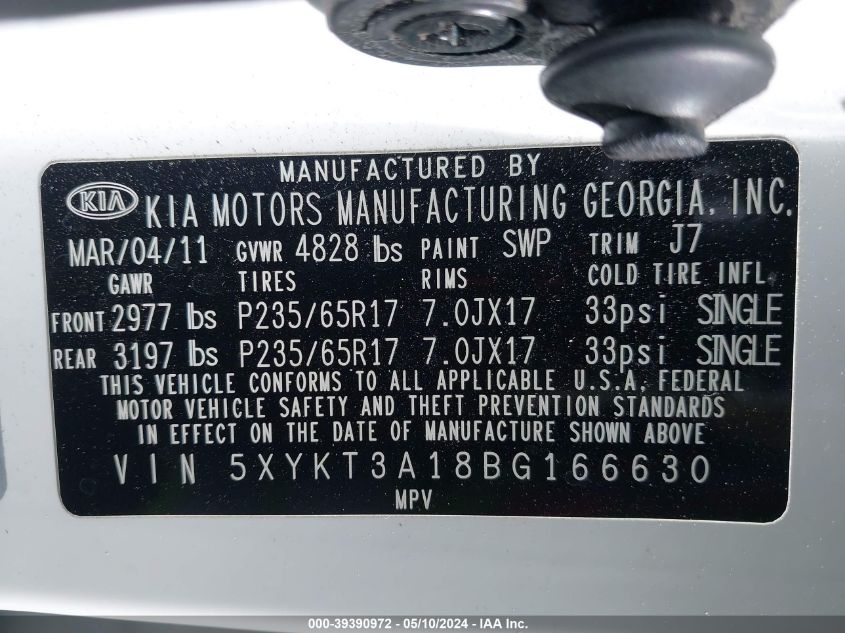 MANUFACTURED BY
KIA KIA MOTORS MANUFACTURING GEORGIA, INC.
MAR/04/11 GVWR 4828 lbs PAINT SWP TRIM J7
GAWR TIRES RIMS COLD TIRE INFL.
FRONT 2977 lbs P235/65R17 7.0JX17 33psi SINGLE
REAR 3197 lbs P235/65R17 7.0JX17 33psi SINGLE
THIS VEHICLE CONFORMS TO ALL APPLICABLE U.S.A. FEDERAL
MOTOR VEHICLE SAFETY AND THEFT PREVENTION STANDARDS
IN EFFECT ON THE DATE OF MANUFACTURE SHOWN ABOVE
VIN 5XYKT3A18BG166630
MPV
000-39390972 - 05/10/2024 - IAA Inc.